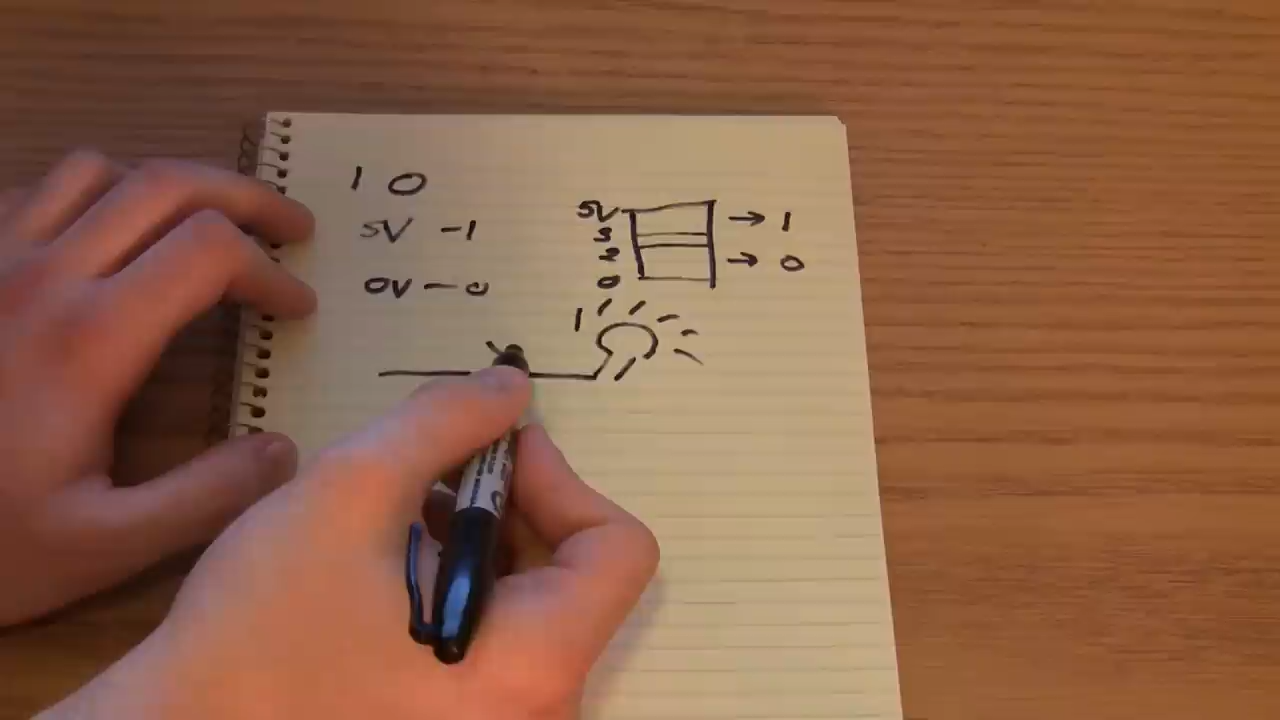 1 0
5V - 1
0V - 0
5V → 1
3
2 → 0
0
1